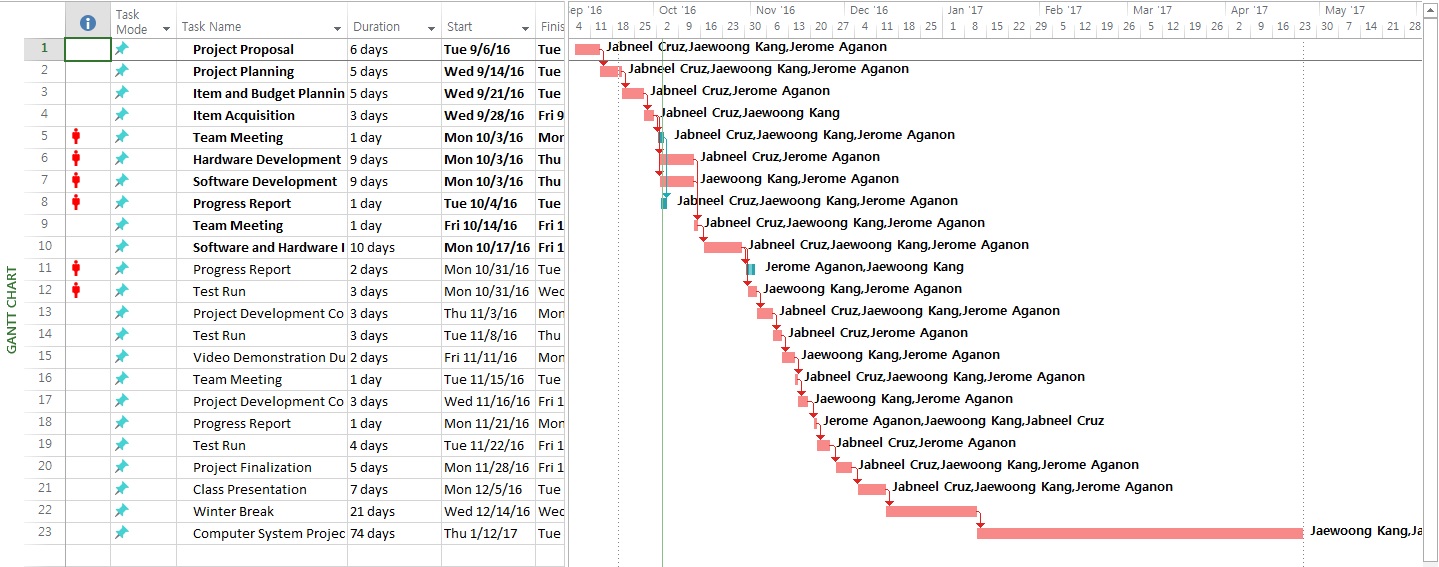 Task Mode Task Name Duration Start Finis
ep '16 Oct '16 Nov '16 Dec '16 Jan '17 Feb '17 Mar '17 Apr '17 May '17
4 11 18 25 2 9 16 23 30 6 13 20 27 4 11 18 25 1 8 15 22 29 5 12 19 26 5 12 19 26 2 9 16 23 30 7 14 21 28
1 Project Proposal 6 days Tue 9/6/16 Tue Jabneel Cruz,Jaewoong Kang,Jerome Aganon
2 Project Planning 5 days Wed 9/14/16 Tue Jabneel Cruz,Jaewoong Kang,Jerome Aganon
3 Item and Budget Plannin 5 days Wed 9/21/16 Tue Jabneel Cruz,Jerome Aganon
4 Item Acquisition 3 days Wed 9/28/16 Fri 9 Jabneel Cruz,Jaewoong Kang
5 Team Meeting 1 day Mon 10/3/16 Mon Jabneel Cruz,Jaewoong Kang,Jerome Aganon
6 Hardware Development 9 days Mon 10/3/16 Thu Jabneel Cruz,Jerome Aganon
7 Software Development 9 days Mon 10/3/16 Thu Jaewoong Kang,Jerome Aganon
8 Progress Report 1 day Tue 10/4/16 Tue Jabneel Cruz,Jaewoong Kang,Jerome Aganon
9 Team Meeting 1 day Fri 10/14/16 Fri 1 Jabneel Cruz,Jaewoong Kang,Jerome Aganon
10 Software and Hardware I 10 days Mon 10/17/16 Fri 1 Jabneel Cruz,Jaewoong Kang,Jerome Aganon
11 Progress Report 2 days Mon 10/31/16 Tue Jerome Aganon,Jaewoong Kang
12 Test Run 3 days Mon 10/31/16 Wed Jaewoong Kang,Jerome Aganon
13 Project Development Co 3 days Thu 11/3/16 Mon Jabneel Cruz,Jaewoong Kang,Jerome Aganon
14 Test Run 3 days Tue 11/8/16 Thu Jabneel Cruz,Jerome Aganon
15 Video Demonstration Du 2 days Fri 11/11/16 Mon Jaewoong Kang,Jerome Aganon
16 Team Meeting 1 day Tue 11/15/16 Tue Jabneel Cruz,Jaewoong Kang,Jerome Aganon
17 Project Development Co 3 days Wed 11/16/16 Fri 1 Jaewoong Kang,Jerome Aganon
18 Progress Report 1 day Mon 11/21/16 Mon Jerome Aganon,Jaewoong Kang,Jabneel Cruz
19 Test Run 4 days Tue 11/22/16 Fri 1 Jabneel Cruz,Jerome Aganon
20 Project Finalization 5 days Mon 11/28/16 Fri 1 Jabneel Cruz,Jaewoong Kang,Jerome Aganon
21 Class Presentation 7 days Mon 12/5/16 Tue Jabneel Cruz,Jaewoong Kang,Jerome Aganon
22 Winter Break 21 days Wed 12/14/16 Wed
23 Computer System Projec 74 days Thu 1/12/17 Tue Jaewoong Kang,Ja
GANTT CHART